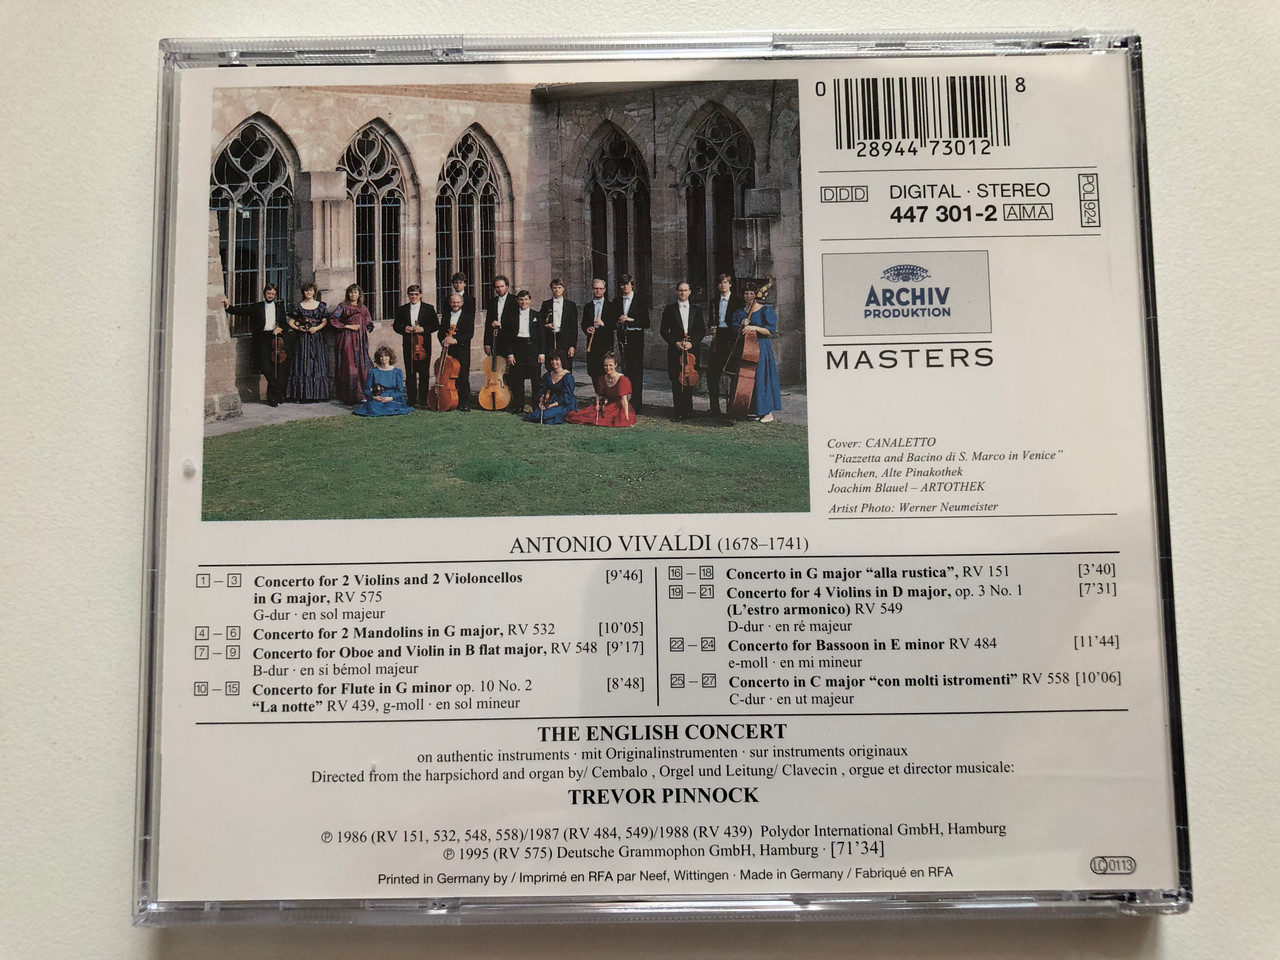 0 28944 73012 8
DDD
DIGITAL · STEREO
447 301-2 AMA
POL 924
ARCHIV
PRODUKTION
MASTERS
Cover: CANALETTO
“Piazzetta and Bacino di S. Marco in Venice”
München, Alte Pinakothek
Joachim Blauel – ARTOTHEK
Artist Photo: Werner Neumeister
ANTONIO VIVALDI (1678–1741)
1 – 3 Concerto for 2 Violins and 2 Violoncellos [9’46]
in G major, RV 575
G-dur · en sol majeur
4 – 6 Concerto for 2 Mandolins in G major, RV 532 [10’05]
7 – 9 Concerto for Oboe and Violin in B flat major, RV 548 [9’17]
B-dur · en si bémol majeur
10 – 15 Concerto for Flute in G minor op. 10 No. 2 [8’48]
“La notte” RV 439, g-moll · en sol mineur
16 – 18 Concerto in G major “alla rustica”, RV 151 [3’40]
19 – 21 Concerto for 4 Violins in D major, op. 3 No. 1 [7’31]
(L’estro armonico) RV 549
D-dur · en ré majeur
22 – 24 Concerto for Bassoon in E minor RV 484 [11’44]
e-moll · en mi mineur
25 – 27 Concerto in C major “con molti istromenti” RV 558 [10’06]
C-dur · en ut majeur
THE ENGLISH CONCERT
on authentic instruments · mit Originalinstrumenten · sur instruments originaux
Directed from the harpsichord and organ by/ Cembalo , Orgel und Leitung/ Clavecin , orgue et director musicale:
TREVOR PINNOCK
℗ 1986 (RV 151, 532, 548, 558)/1987 (RV 484, 549)/1988 (RV 439) Polydor International GmbH, Hamburg
℗ 1995 (RV 575) Deutsche Grammophon GmbH, Hamburg · [71’34]
Printed in Germany by / Imprimé en RFA par Neef, Wittingen · Made in Germany / Fabriqué en RFA
LC 0113